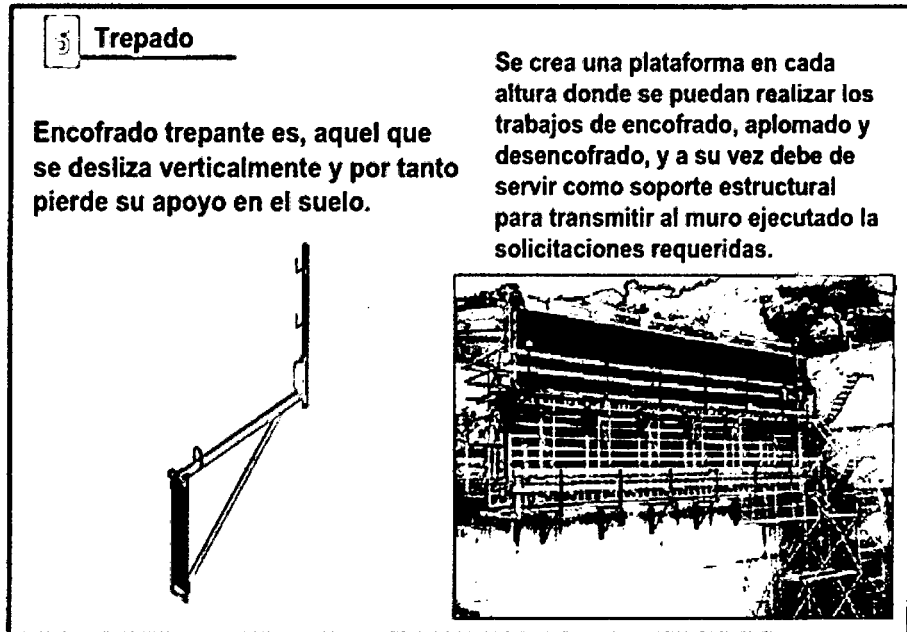 Trepado
Encofrado trepante es, aquel que
se desliza verticalmente y por tanto
pierde su apoyo en el suelo.
Se crea una plataforma en cada
altura donde se puedan realizar los
trabajos de encofrado, aplomado y
desencofrado, y a su vez debe de
servir como soporte estructural
para transmitir al muro ejecutado la
solicitaciones requeridas.